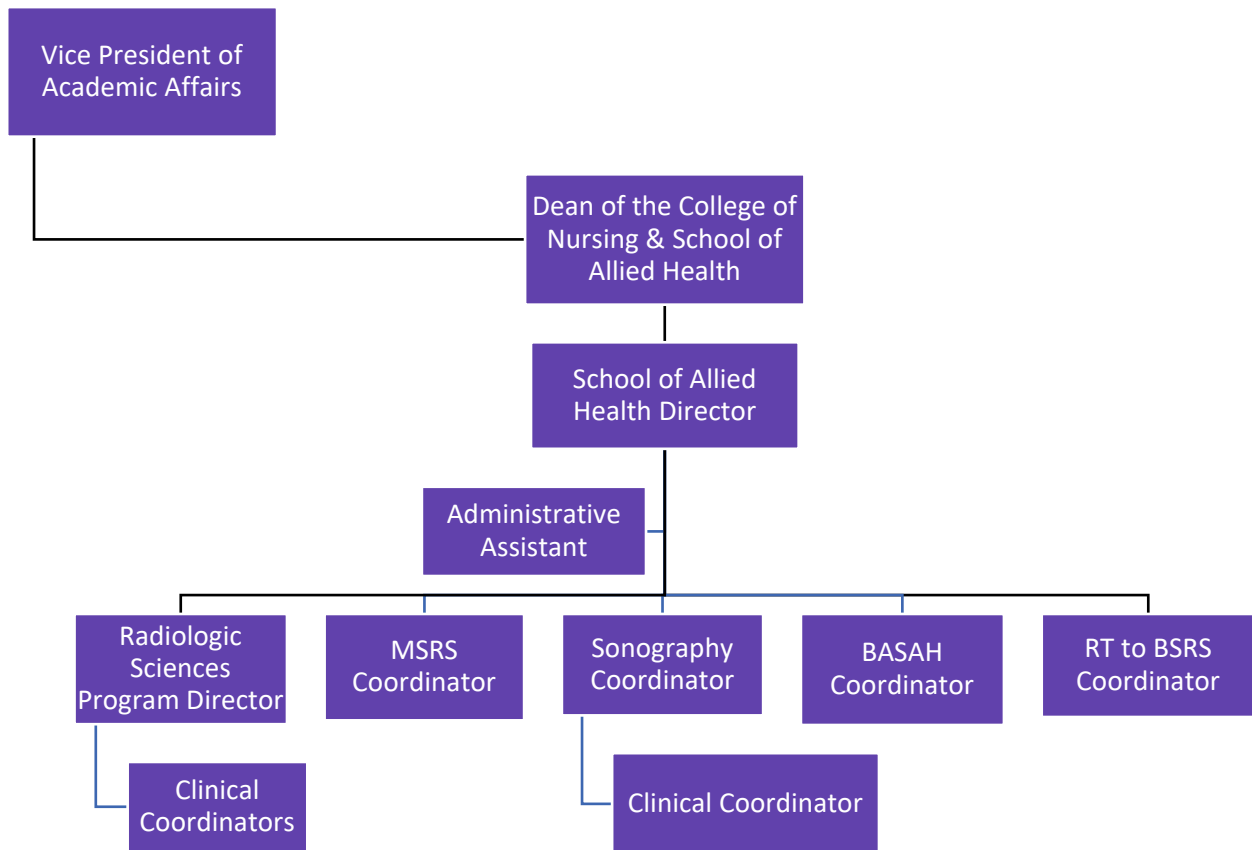 Vice President of
Academic Affairs
Dean of the College of
Nursing & School of
Allied Health
School of Allied
Health Director
Administrative
Assistant
Radiologic
Sciences
Program Director
MSRS
Coordinator
Sonography
Coordinator
BASAH
Coordinator
RT to BSRS
Coordinator
Clinical
Coordinators
Clinical Coordinator